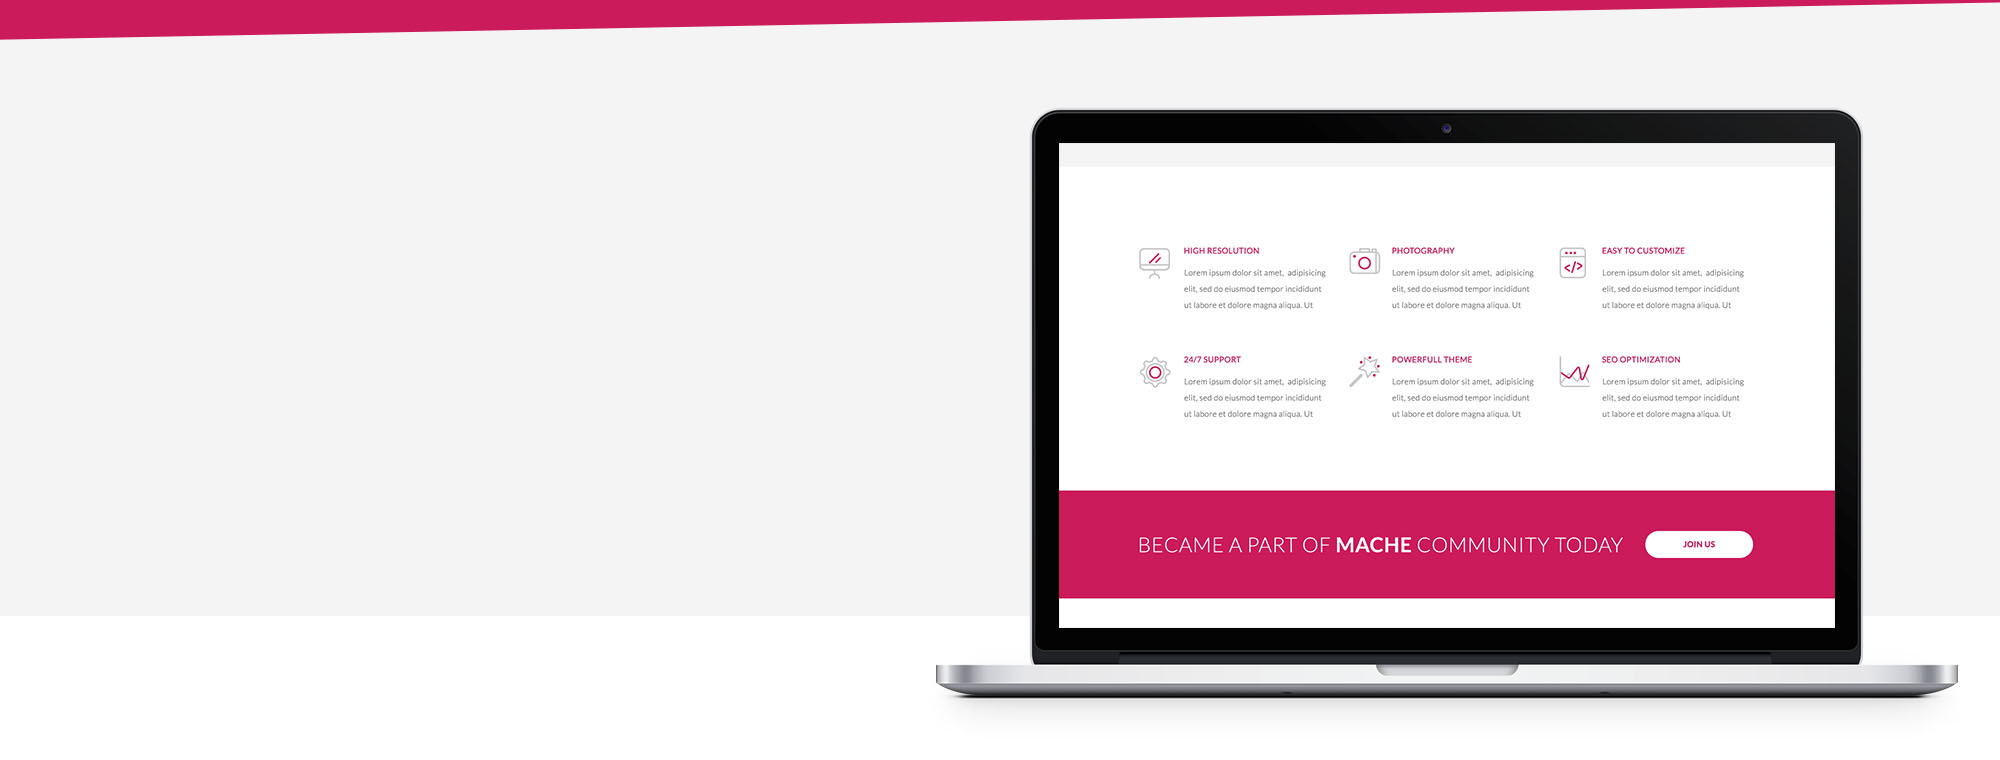 HIGH RESOLUTION
Lorem ipsum dolor sit amet, adipisicing
elit, sed do eiusmod tempor incididunt
ut labore et dolore magna aliqua. Ut
PHOTOGRAPHY
Lorem ipsum dolor sit amet, adipisicing
elit, sed do eiusmod tempor incididunt
ut labore et dolore magna aliqua. Ut
EASY TO CUSTOMIZE
Lorem ipsum dolor sit amet, adipisicing
elit, sed do eiusmod tempor incididunt
ut labore et dolore magna aliqua. Ut
24/7 SUPPORT
Lorem ipsum dolor sit amet, adipisicing
elit, sed do eiusmod tempor incididunt
ut labore et dolore magna aliqua. Ut
POWERFULL THEME
Lorem ipsum dolor sit amet, adipisicing
elit, sed do eiusmod tempor incididunt
ut labore et dolore magna aliqua. Ut
SEO OPTIMIZATION
Lorem ipsum dolor sit amet, adipisicing
elit, sed do eiusmod tempor incididunt
ut labore et dolore magna aliqua. Ut
BECAME A PART OF MACHE COMMUNITY TODAY
JOIN US